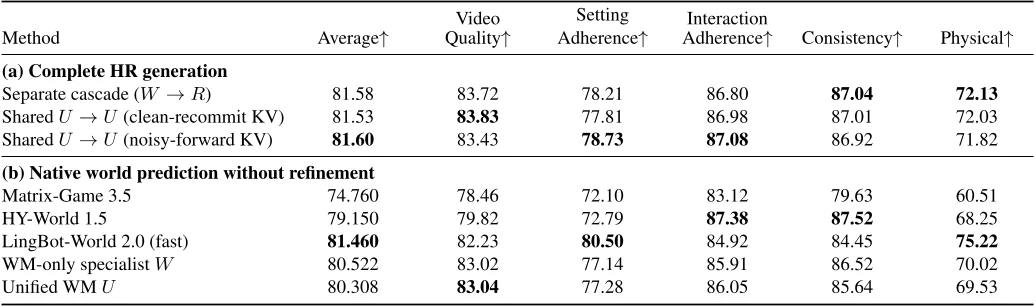 Method Average↑ Video Quality↑ Setting Adherence↑ Interaction Adherence↑ Consistency↑ Physical↑
(a) Complete HR generation
Separate cascade (W → R) 81.58 83.72 78.21 86.80 87.04 72.13
Shared U → U (clean-recommit KV) 81.53 83.83 77.81 86.98 87.01 72.03
Shared U → U (noisy-forward KV) 81.60 83.43 78.73 87.08 86.92 71.82
(b) Native world prediction without refinement
Matrix-Game 3.5 74.760 78.46 72.10 83.12 79.63 60.51
HY-World 1.5 79.150 79.82 72.79 87.38 87.52 68.25
LingBot-World 2.0 (fast) 81.460 82.23 80.50 84.92 84.45 75.22
WM-only specialist W 80.522 83.02 77.14 85.91 86.52 70.02
Unified WM U 80.308 83.04 77.28 86.05 85.64 69.53